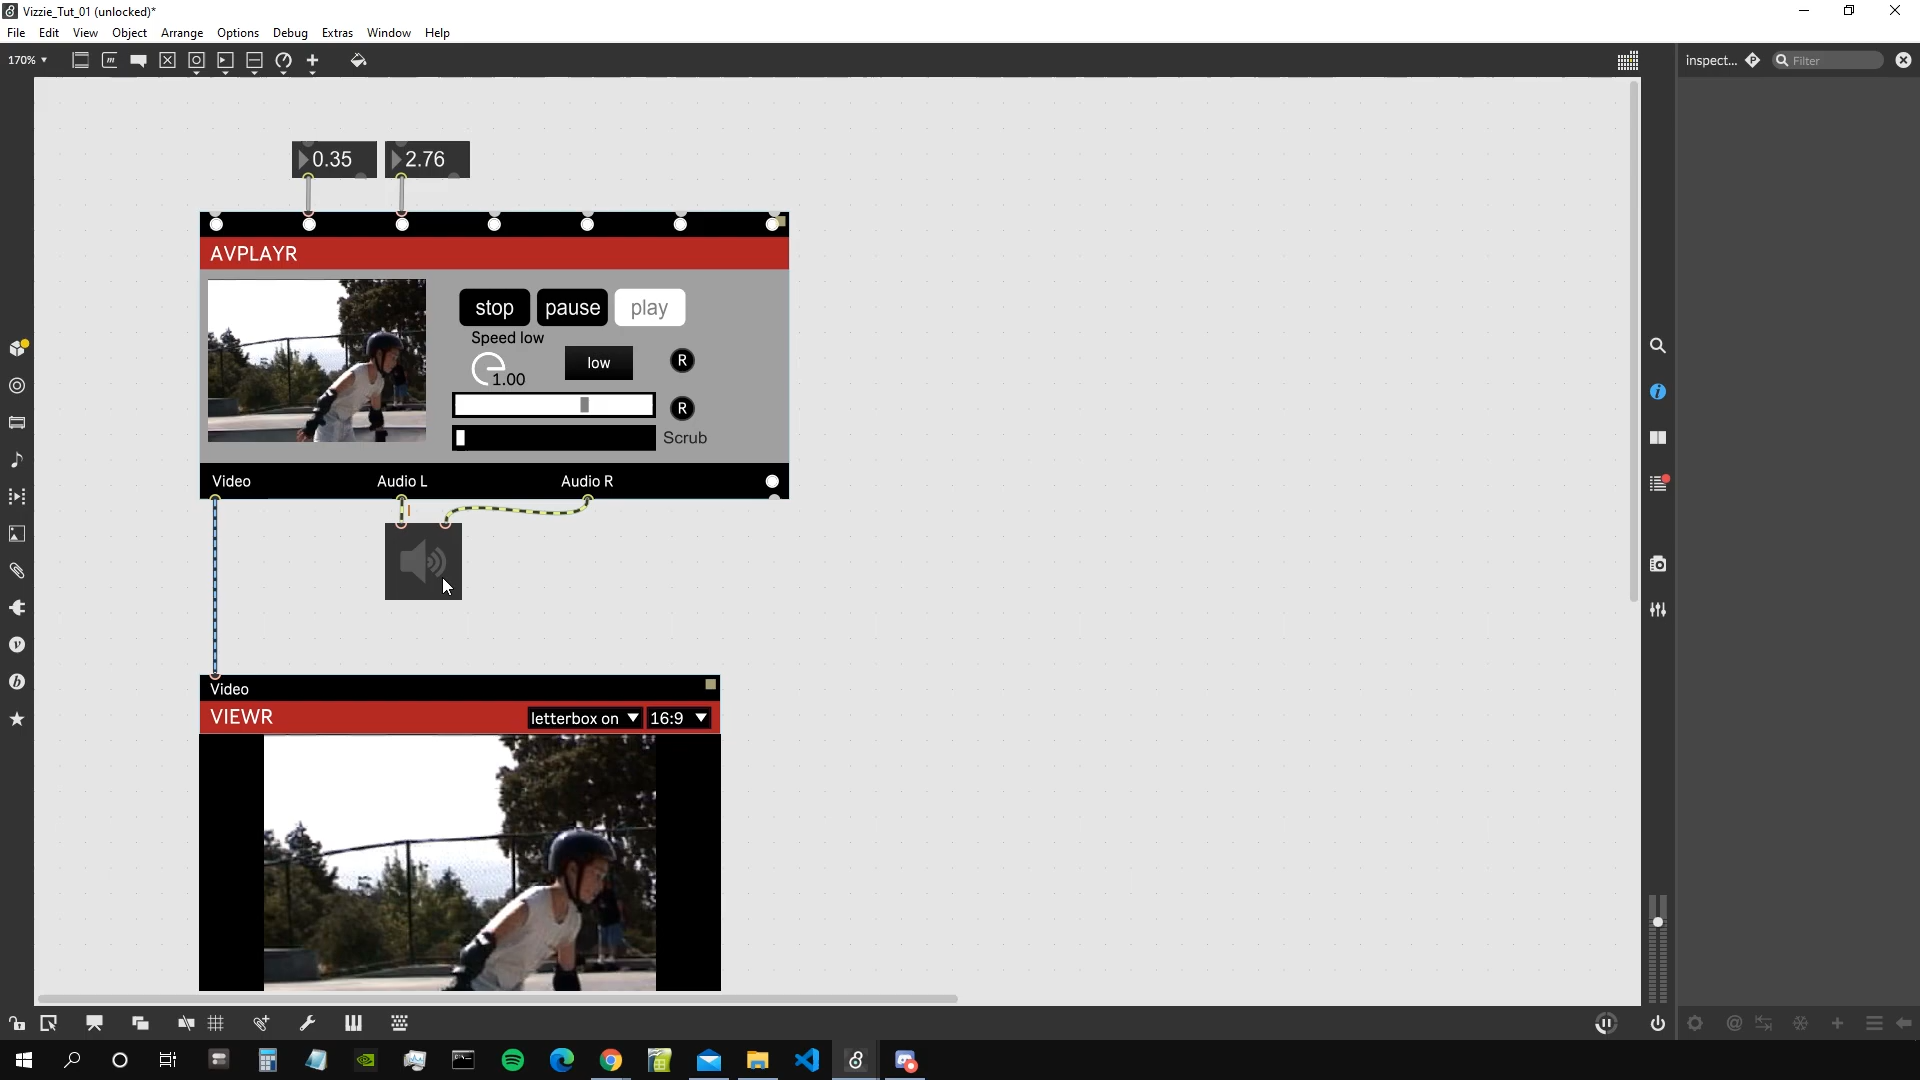 Vizzie_Tut_01 (unlocked)*
File Edit View Object Arrange Options Debug Extras Window Help
170% inspect... Filter
0.35 2.76
AVPLAYR
stop pause play
Speed low
low R
1.00
R
Scrub
Video Audio L Audio R
Video
VIEWR letterbox on 16:9